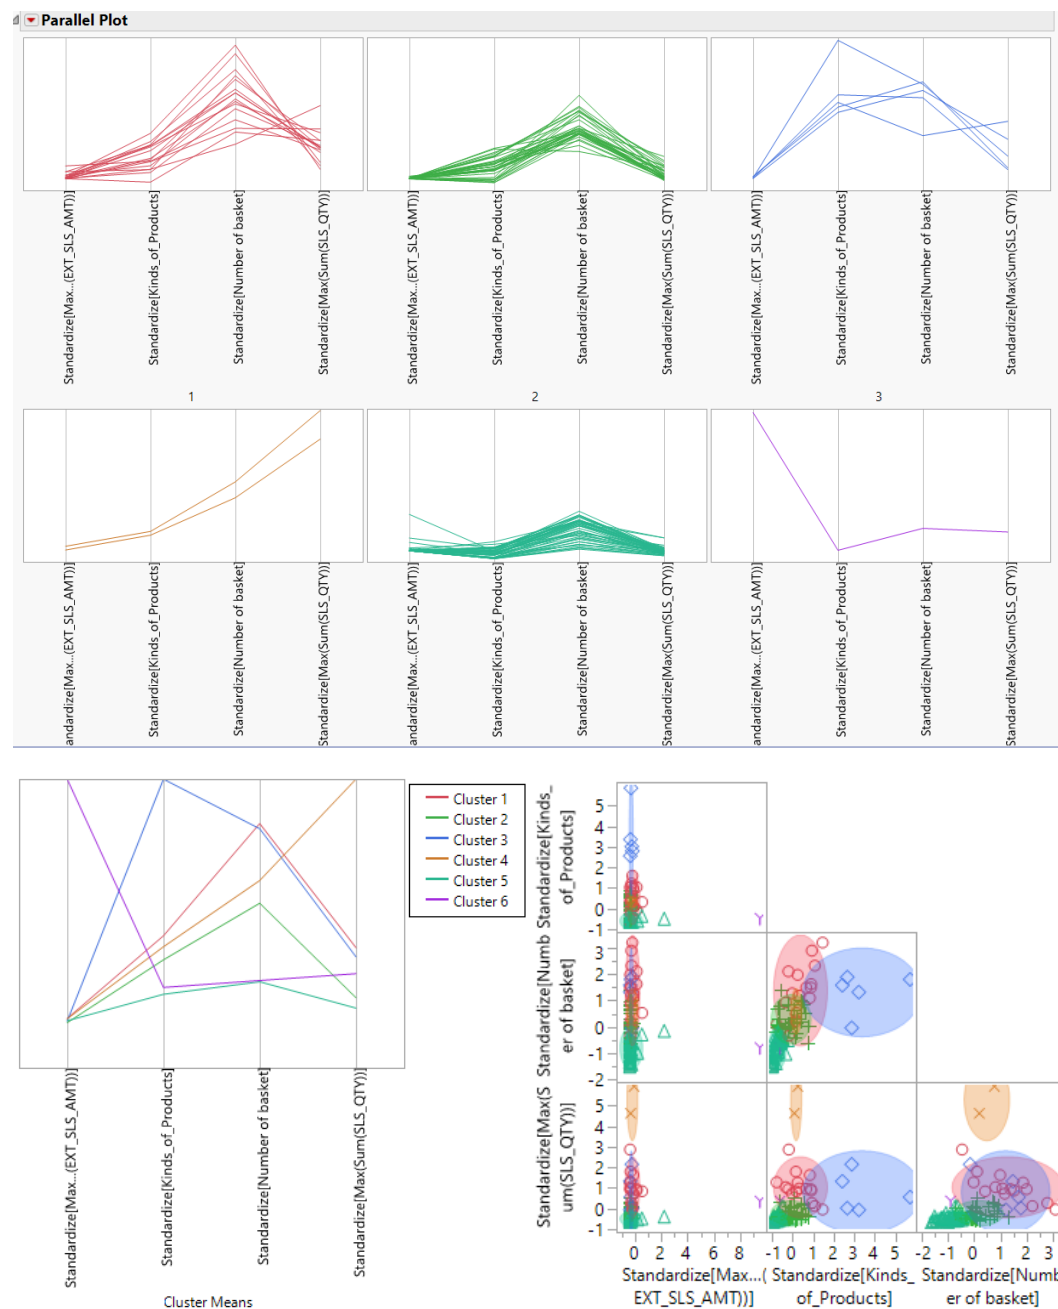 Parallel Plot
Standardize[Max...(EXT_SLS_AMT))]
Standardize[Kinds_of_Products]
Standardize[Number of basket]
Standardize[Max(Sum(SLS_QTY))]
Standardize[Max...(EXT_SLS_AMT))]
Standardize[Kinds_of_Products]
Standardize[Number of basket]
Standardize[Max(Sum(SLS_QTY))]
Standardize[Max...(EXT_SLS_AMT))]
Standardize[Kinds_of_Products]
Standardize[Number of basket]
Standardize[Max(Sum(SLS_QTY))]
1
2
3
andardize[Max...(EXT_SLS_AMT))]
Standardize[Kinds_of_Products]
Standardize[Number of basket]
Standardize[Max(Sum(SLS_QTY))]
andardize[Max...(EXT_SLS_AMT))]
Standardize[Kinds_of_Products]
Standardize[Number of basket]
Standardize[Max(Sum(SLS_QTY))]
andardize[Max...(EXT_SLS_AMT))]
Standardize[Kinds_of_Products]
Standardize[Number of basket]
Standardize[Max(Sum(SLS_QTY))]
Cluster 1
Cluster 2
Cluster 3
Cluster 4
Cluster 5
Cluster 6
Standardize[Max...(EXT_SLS_AMT))]
Standardize[Kinds_of_Products]
Standardize[Number of basket]
Standardize[Max(Sum(SLS_QTY))]
Cluster Means
Standardize[Kinds_
of_Products]
5
4
3
2
1
0
-1
Standardize[Numb
er of basket]
3
2
1
0
-1
-2
Standardize[Max(S
um(SLS_QTY))]
5
4
3
2
1
0
-1
0 2 4 6 8
-1 0 1 2 3 4 5
-2 -1 0 1 2 3
Standardize[Max...(
EXT_SLS_AMT))]
Standardize[Kinds_
of_Products]
Standardize[Numb
er of basket]